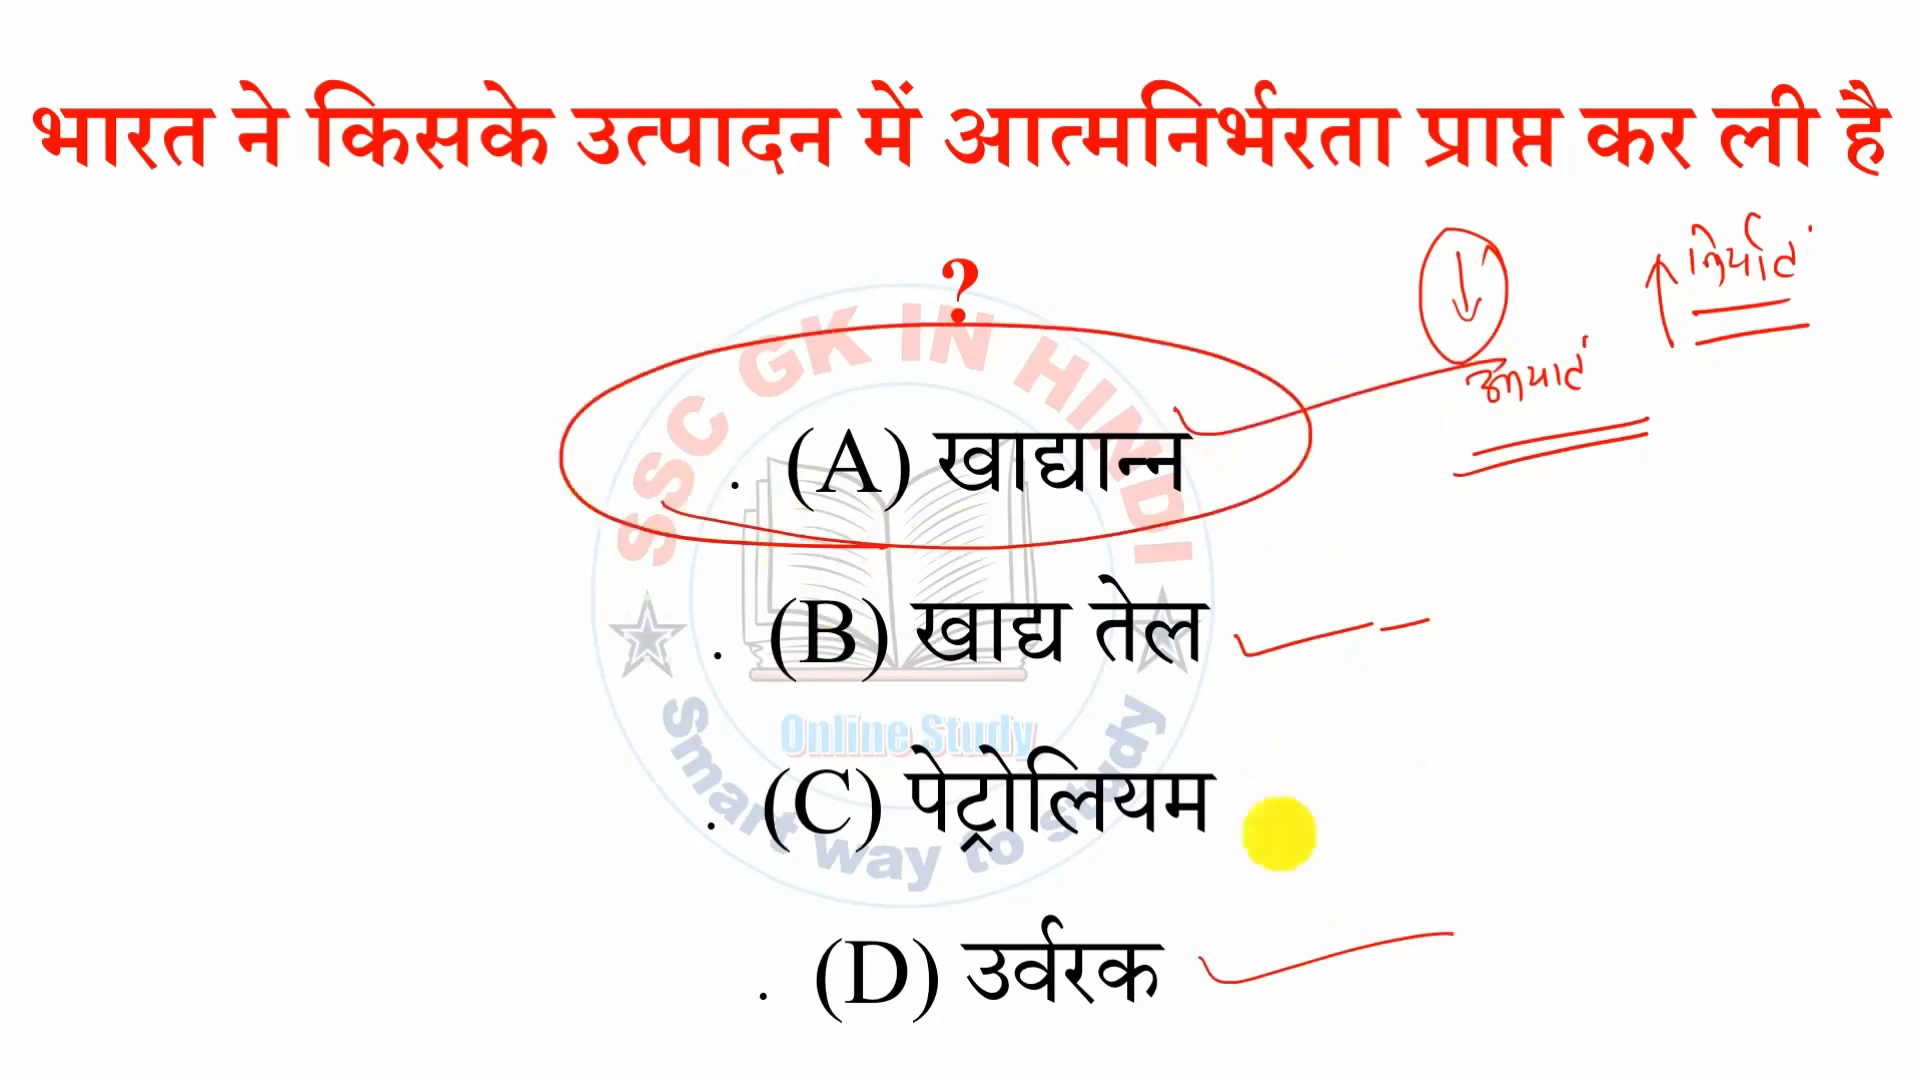 भारत ने किसके उत्पादन में आत्मनिर्भरता प्राप्त कर ली है
?
निर्यात
आयात
. (A) खाद्यान्न
. (B) खाद्य तेल
. (C) पेट्रोलियम
. (D) उर्वरक
SSC GK IN HINDI
Online Study
Smart way to study